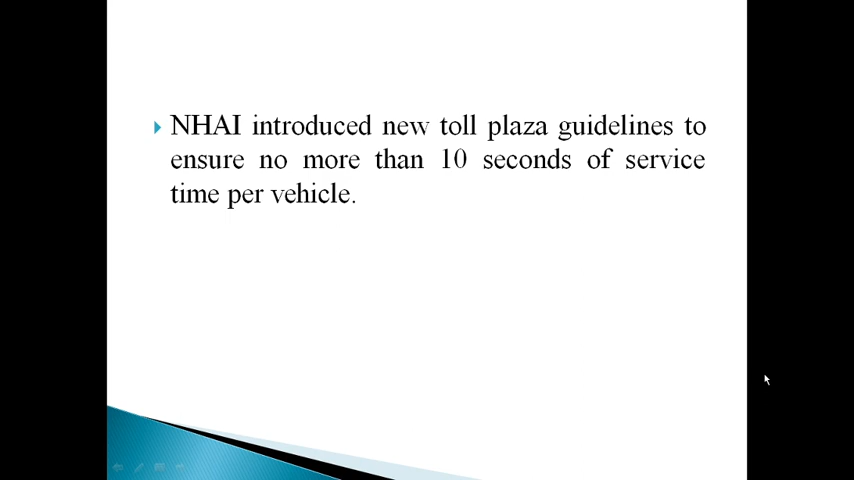 NHAI introduced new toll plaza guidelines to
ensure no more than 10 seconds of service
time per vehicle.